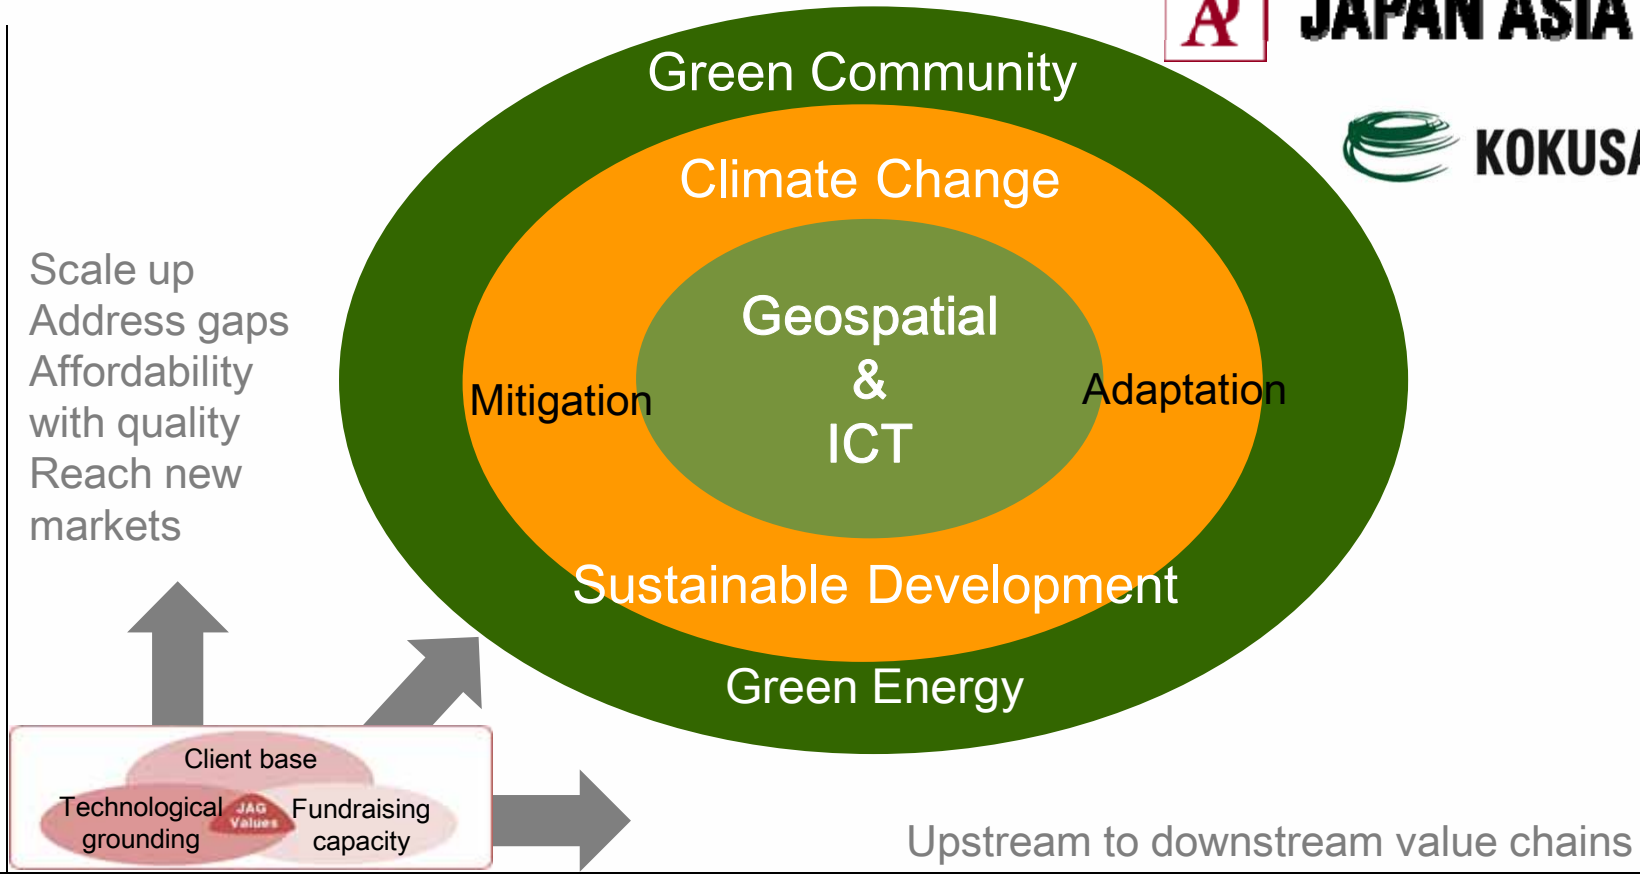 JAPAN ASIA
KOKUSA
Green Community
Climate Change
Geospatial
&
ICT
Mitigation
Adaptation
Sustainable Development
Green Energy
Scale up
Address gaps
Affordability
with quality
Reach new
markets
Client base
Technological
grounding
JAG
Values
Fundraising
capacity
Upstream to downstream value chains